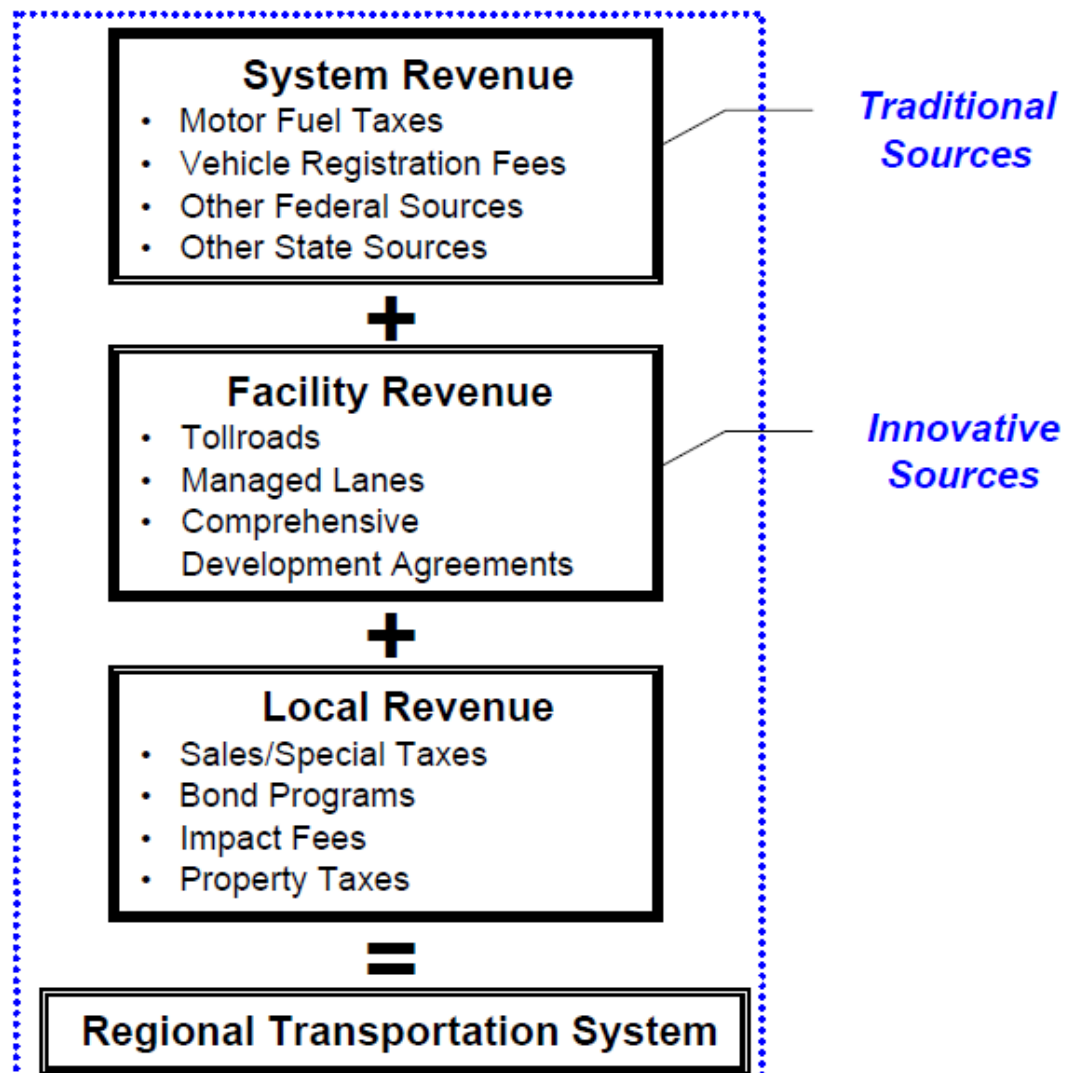 System Revenue
• Motor Fuel Taxes
• Vehicle Registration Fees
• Other Federal Sources
• Other State Sources
Traditional
Sources
+
Facility Revenue
• Tollroads
• Managed Lanes
• Comprehensive
Development Agreements
Innovative
Sources
+
Local Revenue
• Sales/Special Taxes
• Bond Programs
• Impact Fees
• Property Taxes
=
Regional Transportation System